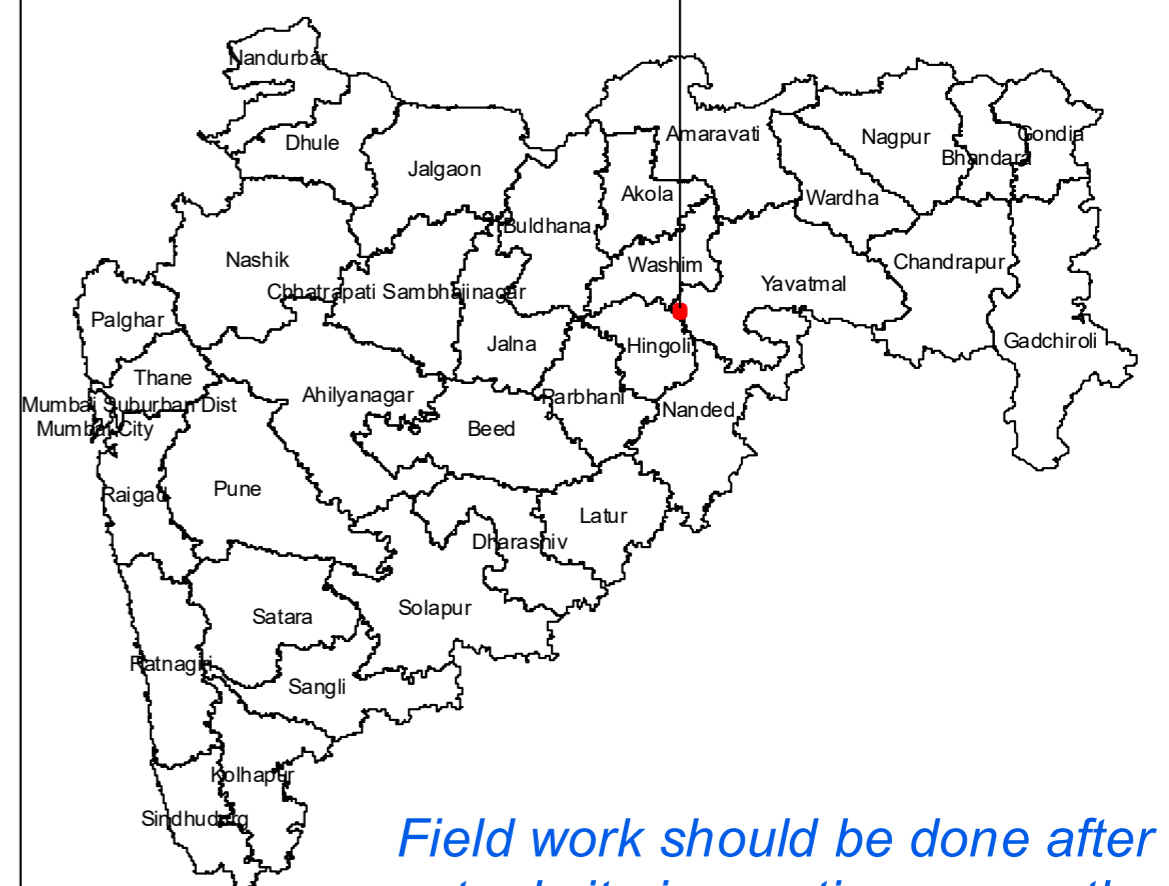 Nandurbar
Dhule
Jalgaon
Amaravati
Nagpur
Gondia
Bhandara
Akola
Wardha
Buldhana
Nashik
Washim
Chandrapur
Yavatmal
Chhatrapati Sambhajinagar
Palghar
Jalna
Hingoli
Gadchiroli
Thane
Ahilyanagar
Parbhani
Mumbai Suburban Dist
Nanded
Mumbai City
Beed
Raigad
Pune
Latur
Dharashiv
Satara
Solapur
Ratnagiri
Sangli
Kolhapur
Sindhudurg
Field work should be done after